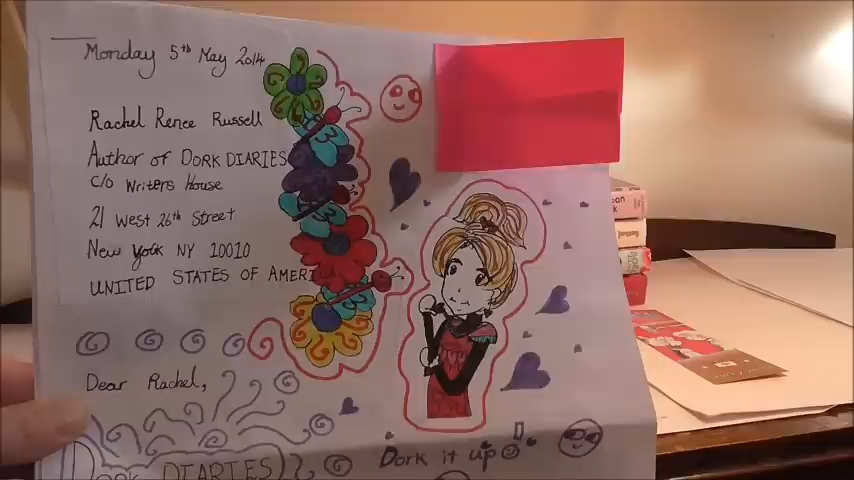 Monday 5th May 2014
Rachel Renee Russell
Author of DORK DIARIES
c/o Writers House
21 West 26th Street
New York NY 10010
UNITED STATES OF AMERI
Dear Rachel,
Dork it up!
DORK DIARIES